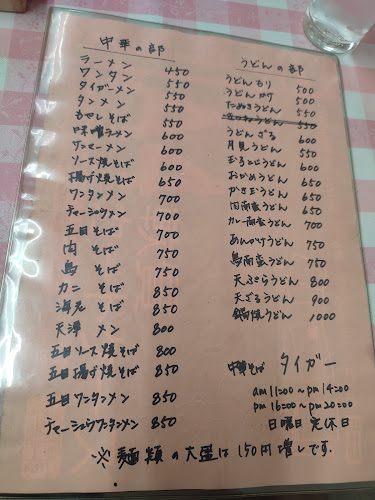 中華の部
ラーメン 450
ワンタン 550
タイガーメン 550
タンメン 550
もやしそば 550
味噌ラーメン 600
サンマーメン 600
ソース焼そば 650
揚げ焼そば 650
ワンタンメン 700
チャーシューメン 700
五目そば 750
肉そば 750
鳥そば 850
カニそば 850
海老そば 850
天津メン 800
五目ソース焼そば 800
五目揚げ焼そば 850
五目ワンタンメン 850
チャーシューワンタンメン 850
うどんの部
うどんもり 500
うどんかけ 500
たぬきうどん 550
うどん 550
うどんざる 600
月見うどん 550
玉子とじうどん 600
おかめうどん 650
かき玉うどん 650
肉南蛮うどん 650
カレー南蛮うどん 700
あんかけうどん 750
鳥南蛮うどん 750
天ぷらうどん 800
天ざるうどん 900
鍋焼うどん 1000
中華そば タイガー
am11:00～pm14:00
pm16:00～pm20:00
日曜日定休日
※麺類の大盛は150円増しです.